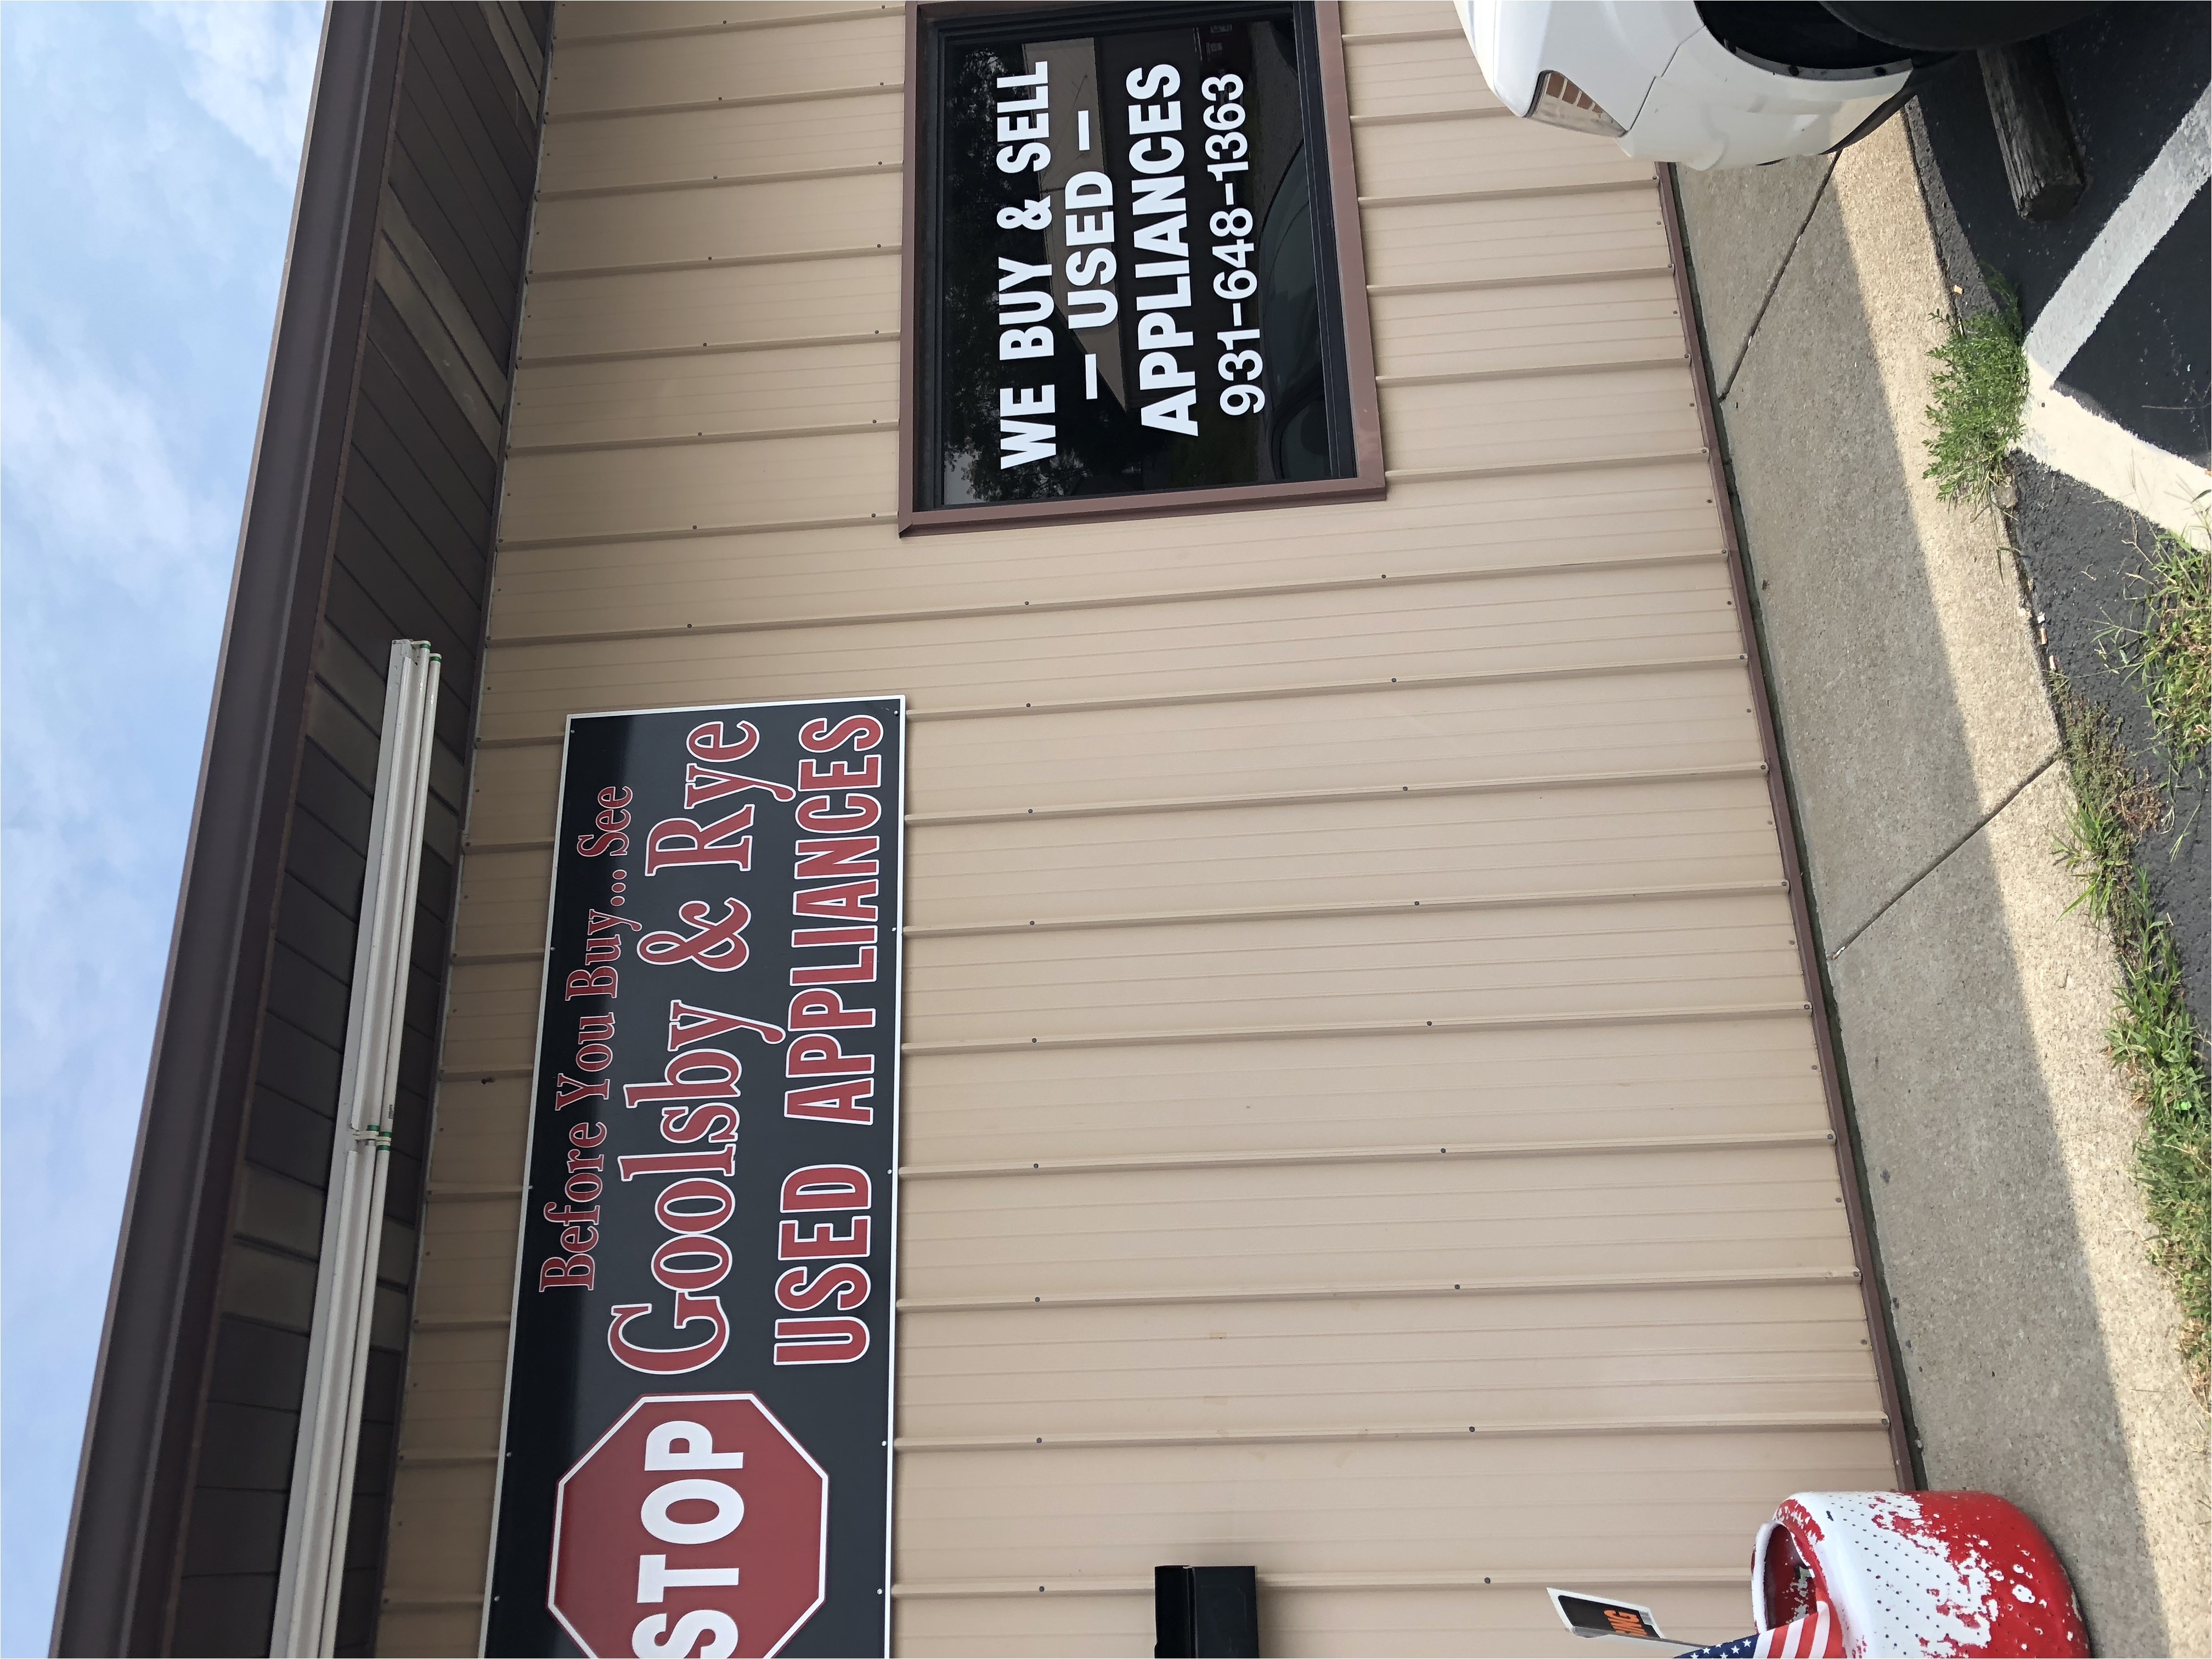 Before You Buy... See
Goolsby & Rye
USED APPLIANCES
STOP
WE BUY & SELL
— USED —
APPLIANCES
931-648-1363